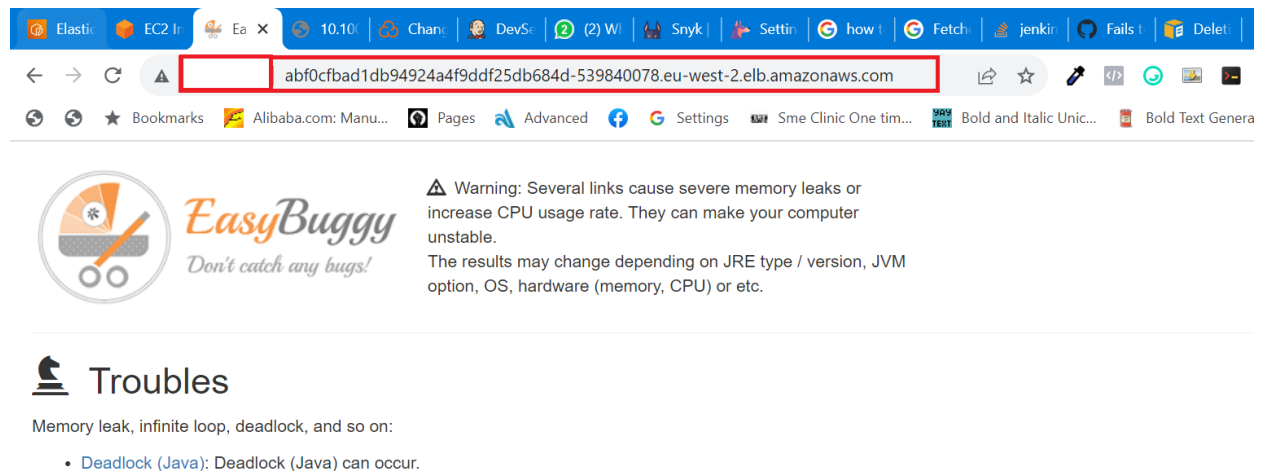 Elastic EC2 In Ea 10.10( Chang DevSe (2) Wh Snyk | Settin how t Fetch jenkin Fails t Deleti
abf0cfbad1db94924a4f9ddf25db684d-539840078.eu-west-2.elb.amazonaws.com
Bookmarks Alibaba.com: Manu... Pages Advanced Settings Sme Clinic One tim... YAY TEXT Bold and Italic Unic... Bold Text Genera
EasyBuggy
Don't catch any bugs!
Warning: Several links cause severe memory leaks or
increase CPU usage rate. They can make your computer
unstable.
The results may change depending on JRE type / version, JVM
option, OS, hardware (memory, CPU) or etc.
Troubles
Memory leak, infinite loop, deadlock, and so on:
• Deadlock (Java): Deadlock (Java) can occur.